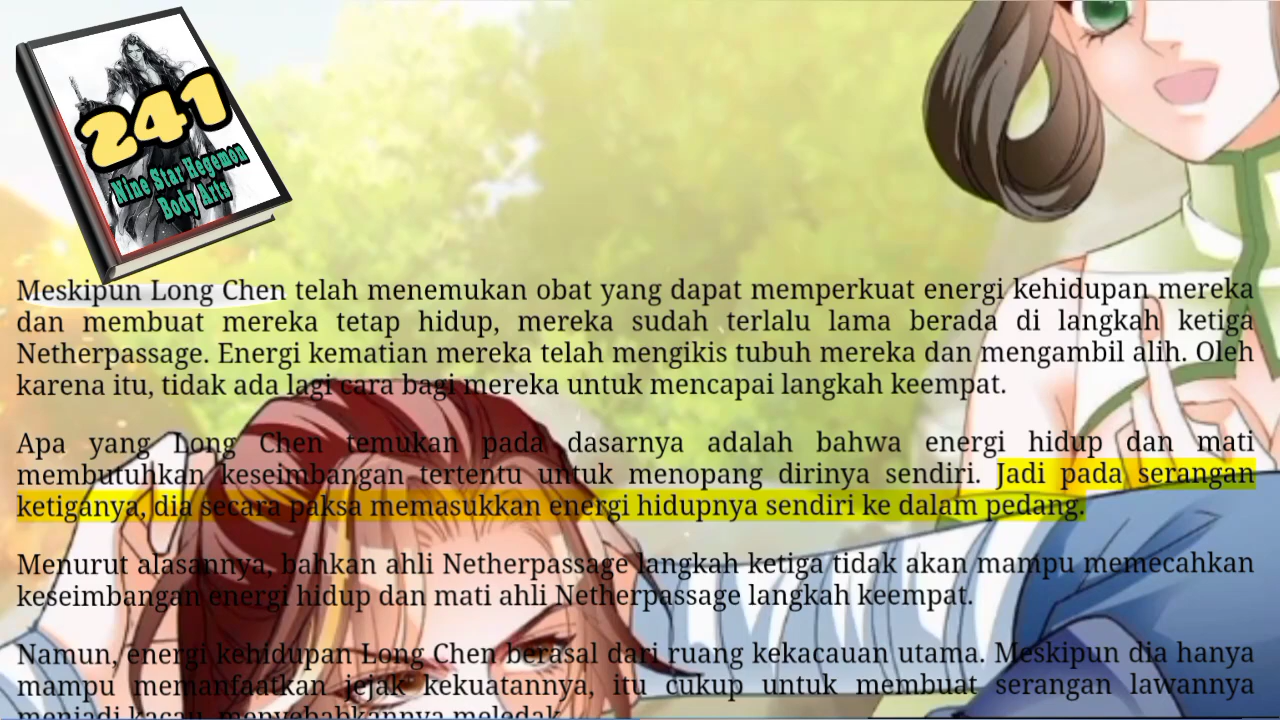 241
Nine Star Hegemon
Body Arts
Meskipun Long Chen telah menemukan obat yang dapat memperkuat energi kehidupan mereka
dan membuat mereka tetap hidup, mereka sudah terlalu lama berada di langkah ketiga
Netherpassage. Energi kematian mereka telah mengikis tubuh mereka dan mengambil alih. Oleh
karena itu, tidak ada lagi cara bagi mereka untuk mencapai langkah keempat.
Apa yang Long Chen temukan pada dasarnya adalah bahwa energi hidup dan mati
membutuhkan keseimbangan tertentu untuk menopang dirinya sendiri. Jadi pada serangan
ketiganya, dia secara paksa memasukkan energi hidupnya sendiri ke dalam pedang.
Menurut alasannya, bahkan ahli Netherpassage langkah ketiga tidak akan mampu memecahkan
keseimbangan energi hidup dan mati ahli Netherpassage langkah keempat.
Namun, energi kehidupan Long Chen berasal dari ruang kekacauan utama. Meskipun dia hanya
mampu memanfaatkan jejak kekuatannya, itu cukup untuk membuat serangan lawannya
menjadi kacau, menyebabkannya meledak.